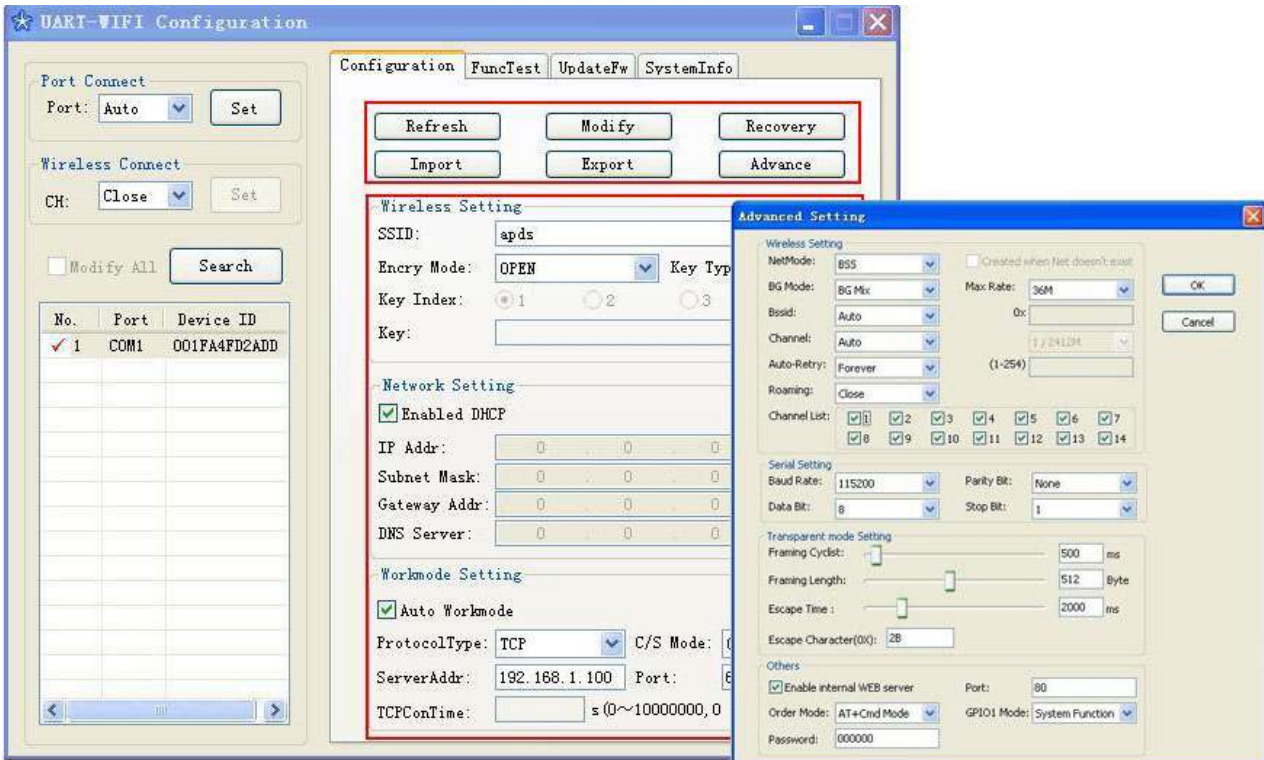 UART-WIFI Configuration
Port Connect
Port: Auto Set
Wireless Connect
CH: Close Set
Modify All Search
No. Port Device ID
1 COM1 001FA4FD2ADD
Configuration FuncTest UpdateFw SystemInfo
Refresh Modify Recovery
Import Export Advance
Wireless Setting
SSID: apds
Encry Mode: OPEN Key Typ
Key Index: 1 2 3
Key:
Network Setting
Enabled DHCP
IP Addr: 0 . 0 . 0
Subnet Mask: 0 . 0 . 0
Gateway Addr: 0 . 0 . 0
DNS Server: 0 . 0 . 0
Workmode Setting
Auto Workmode
ProtocolType: TCP C/S Mode:
ServerAddr: 192.168.1.100 Port:
TCPConTime: s(0～10000000,0
Advanced Setting
Wireless Setting
NetMode: BSS Created when Net doesn't exist
BG Mode: BG Mix Max Rate: 36M
Bssid: Auto 0x
Channel: Auto 1 / 2412M
Auto-Retry: Forever (1-254)
Roaming: Close
Channel List: 1 2 3 4 5 6 7
8 9 10 11 12 13 14
OK
Cancel
Serial Setting
Baud Rate: 115200 Parity Bit: None
Data Bit: 8 Stop Bit: 1
Transparent mode Setting
Framing Cyclist: 500 ms
Framing Length: 512 Byte
Escape Time : 2000 ms
Escape Character(0X): 2B
Others
Enable internal WEB server Port: 80
Order Mode: AT+Cmd Mode GPIO1 Mode: System Function
Password: 000000